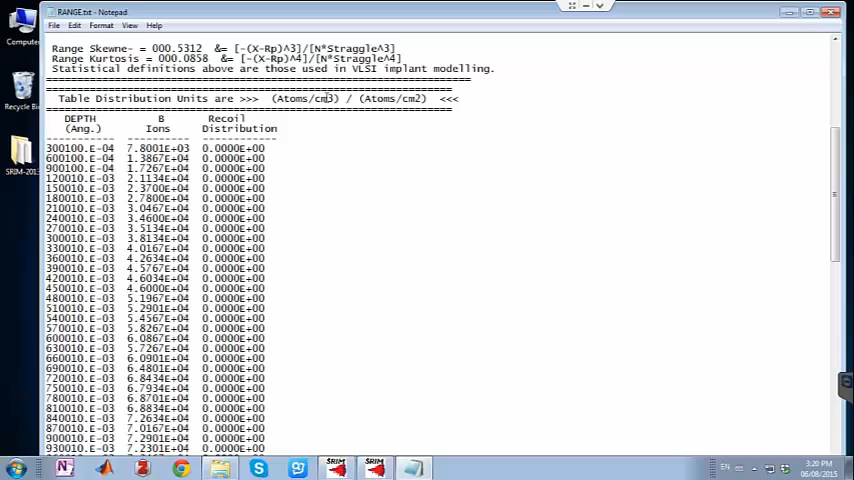 RANGE.txt - Notepad
File Edit Format View Help
Range Skewne- = 000.5312 &= [-(X-Rp)^3]/[N*Straggle^3]
Range Kurtosis = 000.0858 &= [-(X-Rp)^4]/[N*Straggle^4]
Statistical definitions above are those used in VLSI implant modelling.
=================================================================
==============================================================
Table Distribution Units are >>> (Atoms/cm3) / (Atoms/cm2) <<<
==============================================================
DEPTH B Recoil
(Ang.) Ions Distribution
----------- ---------- ------------
300100.E-04 7.8001E+03 0.0000E+00
600100.E-04 1.3867E+04 0.0000E+00
900100.E-04 1.7267E+04 0.0000E+00
120010.E-03 2.1134E+04 0.0000E+00
150010.E-03 2.3700E+04 0.0000E+00
180010.E-03 2.7800E+04 0.0000E+00
210010.E-03 3.0467E+04 0.0000E+00
240010.E-03 3.4600E+04 0.0000E+00
270010.E-03 3.5134E+04 0.0000E+00
300010.E-03 3.8134E+04 0.0000E+00
330010.E-03 4.0167E+04 0.0000E+00
360010.E-03 4.2634E+04 0.0000E+00
390010.E-03 4.5767E+04 0.0000E+00
420010.E-03 4.6034E+04 0.0000E+00
450010.E-03 4.6000E+04 0.0000E+00
480010.E-03 5.1967E+04 0.0000E+00
510010.E-03 5.2901E+04 0.0000E+00
540010.E-03 5.4567E+04 0.0000E+00
570010.E-03 5.8267E+04 0.0000E+00
600010.E-03 6.0867E+04 0.0000E+00
630010.E-03 5.7267E+04 0.0000E+00
660010.E-03 6.0901E+04 0.0000E+00
690010.E-03 6.4801E+04 0.0000E+00
720010.E-03 6.8434E+04 0.0000E+00
750010.E-03 6.7934E+04 0.0000E+00
780010.E-03 6.8701E+04 0.0000E+00
810010.E-03 6.8834E+04 0.0000E+00
840010.E-03 7.2634E+04 0.0000E+00
870010.E-03 7.0167E+04 0.0000E+00
900010.E-03 7.2901E+04 0.0000E+00
930010.E-03 7.2301E+04 0.0000E+00
Compute
Recycle Bi
SRIM-201
SRIM
SRIM
EN
3:20 PM
06/08/2015